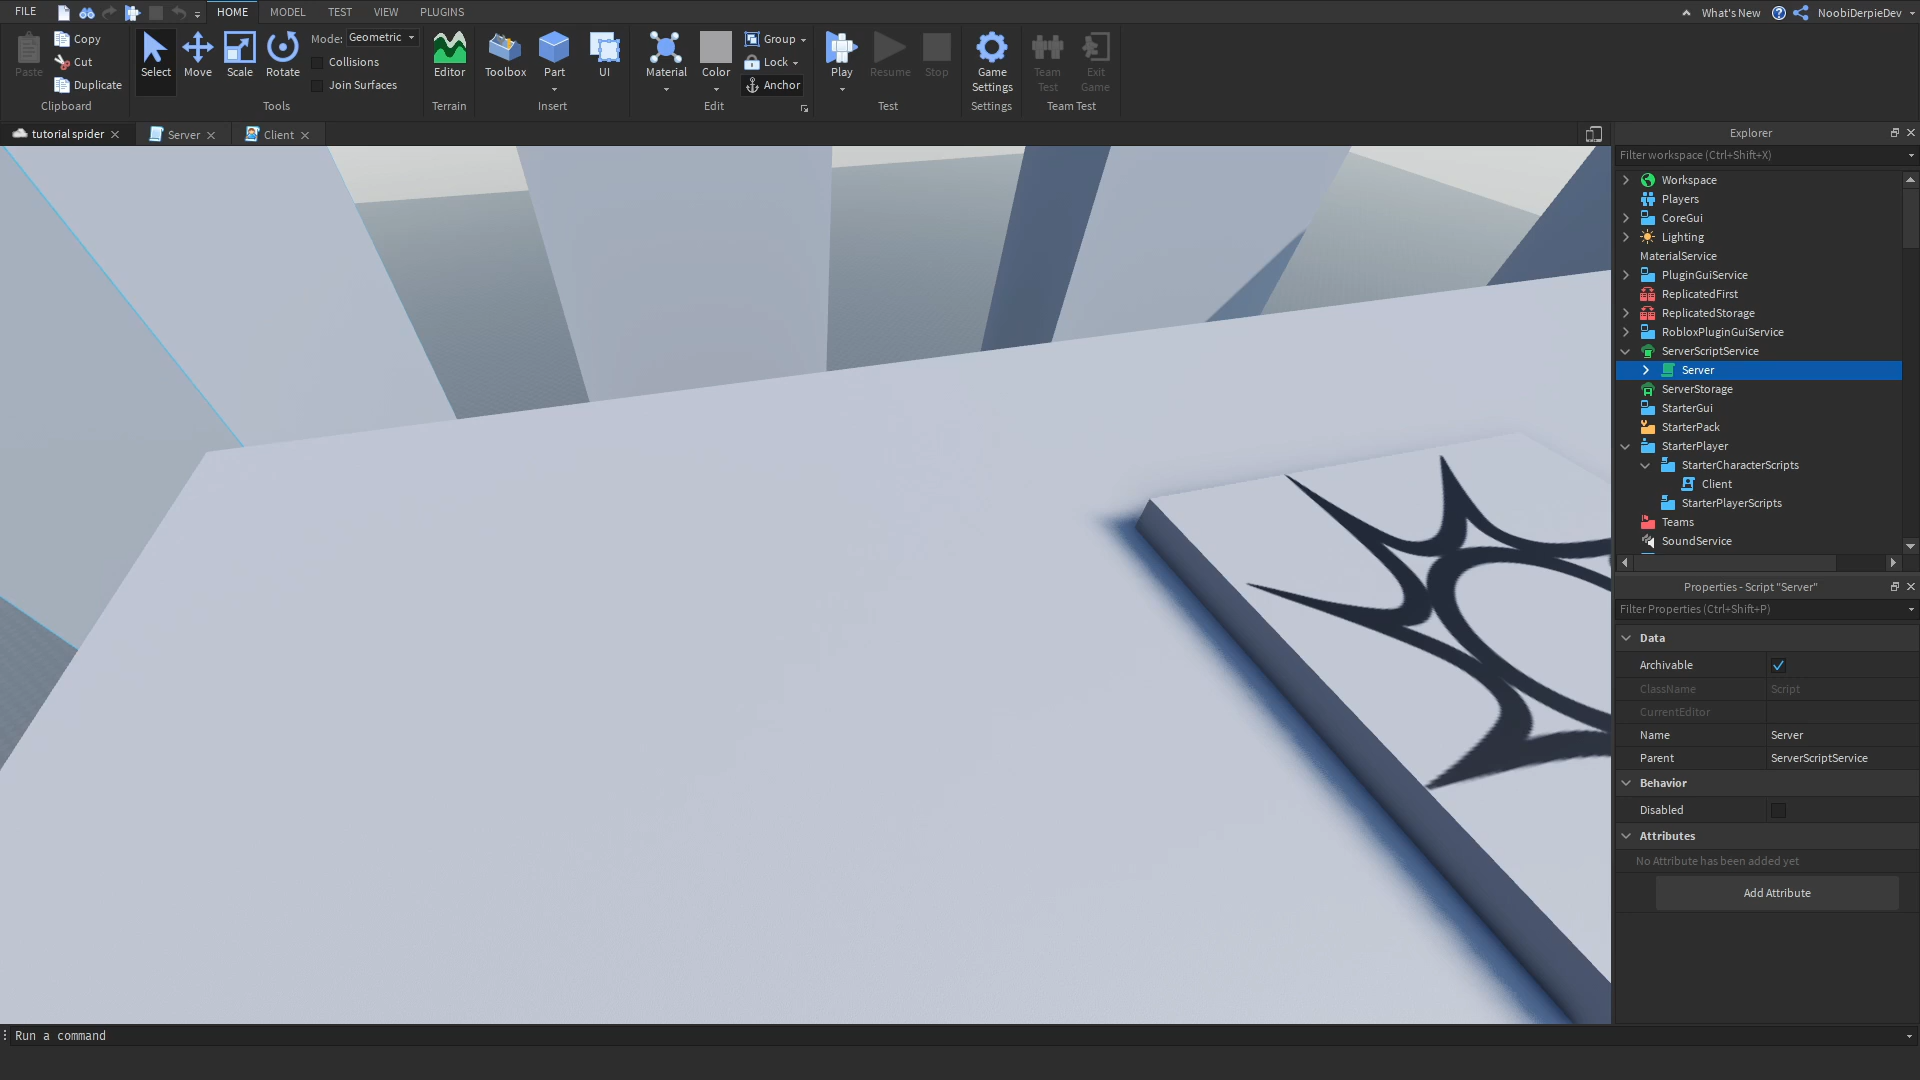 FILE HOME MODEL TEST VIEW PLUGINS What's New NoobiDerpieDev
Paste Copy Cut Duplicate Clipboard
Select Move Scale Rotate Mode: Geometric Collisions Join Surfaces Tools
Editor Terrain
Toolbox Part UI Insert
Material Color Group Lock Anchor Edit
Play Resume Stop Test
Game Settings Settings
Team Test Exit Game Team Test
tutorial spider Server Client
Explorer
Filter workspace (Ctrl+Shift+X)
Workspace
Players
CoreGui
Lighting
MaterialService
PluginGuiService
ReplicatedFirst
ReplicatedStorage
RobloxPluginGuiService
ServerScriptService
Server
ServerStorage
StarterGui
StarterPack
StarterPlayer
StarterCharacterScripts
Client
StarterPlayerScripts
Teams
SoundService
Properties - Script "Server"
Filter Properties (Ctrl+Shift+P)
Data
Archivable
ClassName Script
CurrentEditor
Name Server
Parent ServerScriptService
Behavior
Disabled
Attributes
No Attribute has been added yet
Add Attribute
Run a command